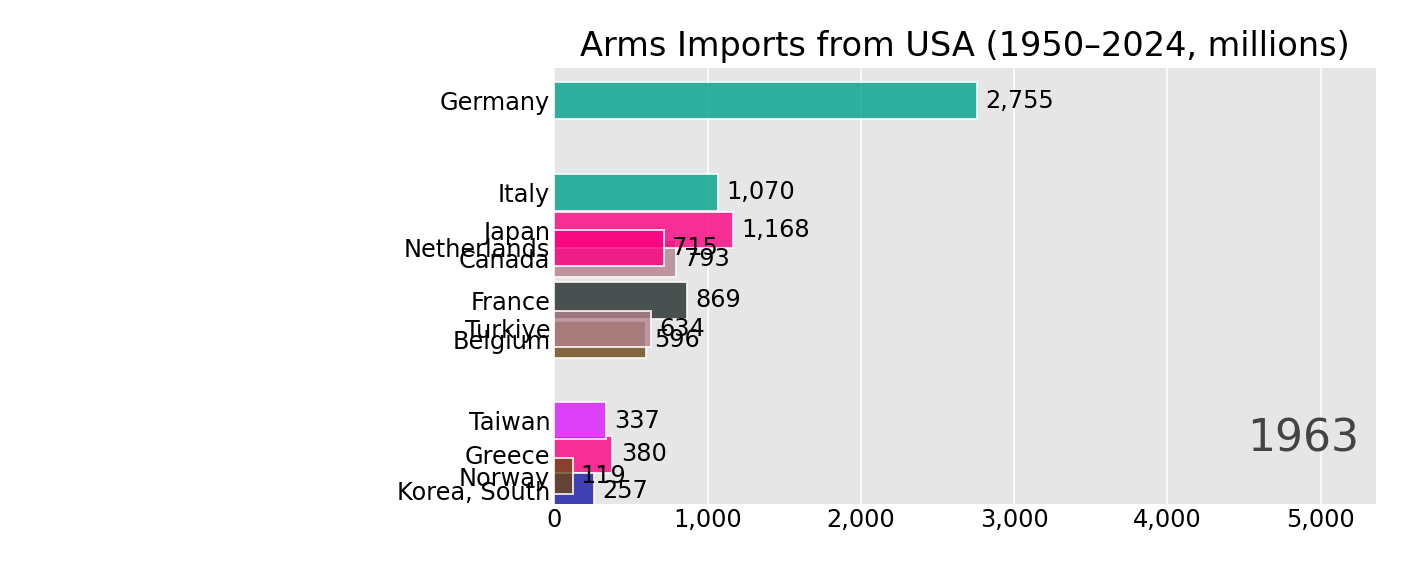 Arms Imports from USA (1950–2024, millions)
Germany 2,755
Italy 1,070
Japan 1,168
Netherlands 715
Canada 793
France 869
Turkiye 634
Belgium 596
Taiwan 337
1963
Greece 380
Norway 119
Korea, South 257
0 1,000 2,000 3,000 4,000 5,000